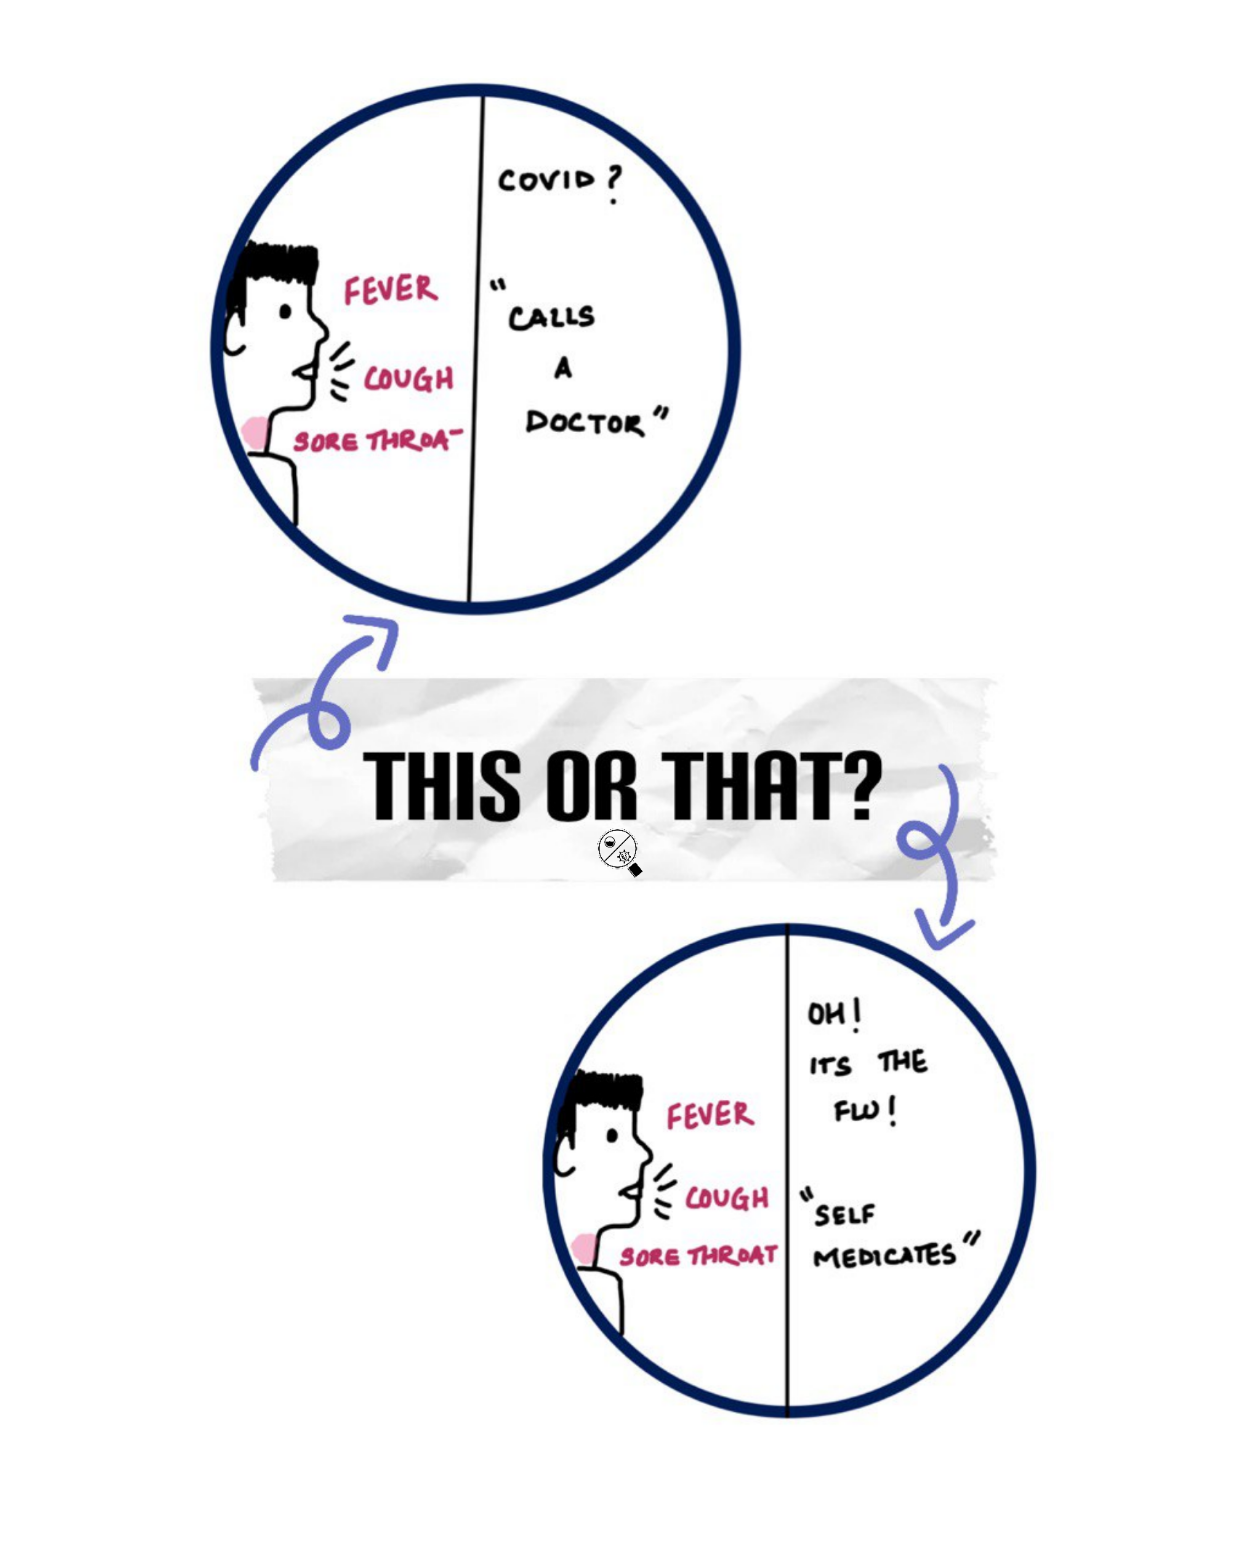 COVID?
FEVER
"CALLS
A
COUGH
DOCTOR"
SORE THROA
THIS OR THAT?
OH!
ITS THE
FLU!
FEVER
COUGH
"SELF
SORE THROAT
MEDICATES"